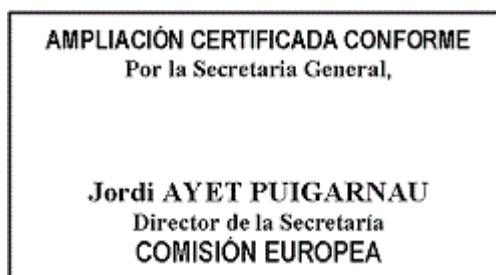 AMPLIACIÓN CERTIFICADA CONFORME
Por la Secretaria General,
Jordi AYET PUIGARNAU
Director de la Secretaría
COMISIÓN EUROPEA